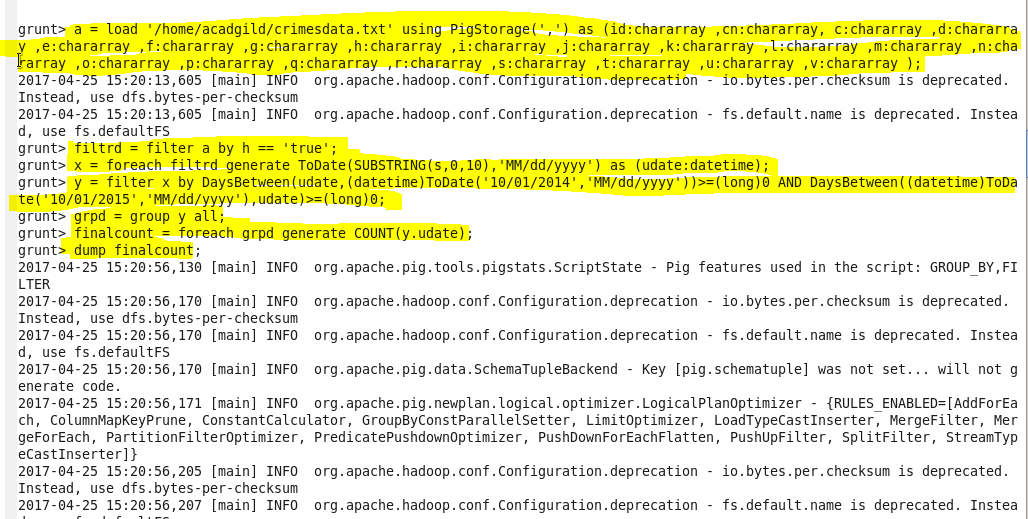 grunt> a = load '/home/acadgild/crimesdata.txt' using PigStorage(',') as (id:chararray ,cn:chararray, c:chararray ,d:chararra
y ,e:chararray ,f:chararray ,g:chararray ,h:chararray ,i:chararray ,j:chararray ,k:chararray ,l:chararray ,m:chararray ,n:cha
rarray ,o:chararray ,p:chararray ,q:chararray ,r:chararray ,s:chararray ,t:chararray ,u:chararray ,v:chararray );
2017-04-25 15:20:13,605 [main] INFO  org.apache.hadoop.conf.Configuration.deprecation - io.bytes.per.checksum is deprecated.
Instead, use dfs.bytes-per-checksum
2017-04-25 15:20:13,605 [main] INFO  org.apache.hadoop.conf.Configuration.deprecation - fs.default.name is deprecated. Instea
d, use fs.defaultFS
grunt> filtrd = filter a by h == 'true';
grunt> x = foreach filtrd generate ToDate(SUBSTRING(s,0,10),'MM/dd/yyyy') as (udate:datetime);
grunt> y = filter x by DaysBetween(udate,(datetime)ToDate('10/01/2014','MM/dd/yyyy'))>=(long)0 AND DaysBetween((datetime)ToDa
te('10/01/2015','MM/dd/yyyy'),udate)>=(long)0;
grunt> grpd = group y all;
grunt> finalcount = foreach grpd generate COUNT(y.udate);
grunt> dump finalcount;
2017-04-25 15:20:56,130 [main] INFO  org.apache.pig.tools.pigstats.ScriptState - Pig features used in the script: GROUP_BY,FI
LTER
2017-04-25 15:20:56,170 [main] INFO  org.apache.hadoop.conf.Configuration.deprecation - io.bytes.per.checksum is deprecated.
Instead, use dfs.bytes-per-checksum
2017-04-25 15:20:56,170 [main] INFO  org.apache.hadoop.conf.Configuration.deprecation - fs.default.name is deprecated. Instea
d, use fs.defaultFS
2017-04-25 15:20:56,170 [main] INFO  org.apache.pig.data.SchemaTupleBackend - Key [pig.schematuple] was not set... will not g
enerate code.
2017-04-25 15:20:56,171 [main] INFO  org.apache.pig.newplan.logical.optimizer.LogicalPlanOptimizer - {RULES_ENABLED=[AddForEa
ch, ColumnMapKeyPrune, ConstantCalculator, GroupByConstParallelSetter, LimitOptimizer, LoadTypeCastInserter, MergeFilter, Mer
geForEach, PartitionFilterOptimizer, PredicatePushdownOptimizer, PushDownForEachFlatten, PushUpFilter, SplitFilter, StreamTyp
eCastInserter]}
2017-04-25 15:20:56,205 [main] INFO  org.apache.hadoop.conf.Configuration.deprecation - io.bytes.per.checksum is deprecated.
Instead, use dfs.bytes-per-checksum
2017-04-25 15:20:56,207 [main] INFO  org.apache.hadoop.conf.Configuration.deprecation - fs.default.name is deprecated. Instea